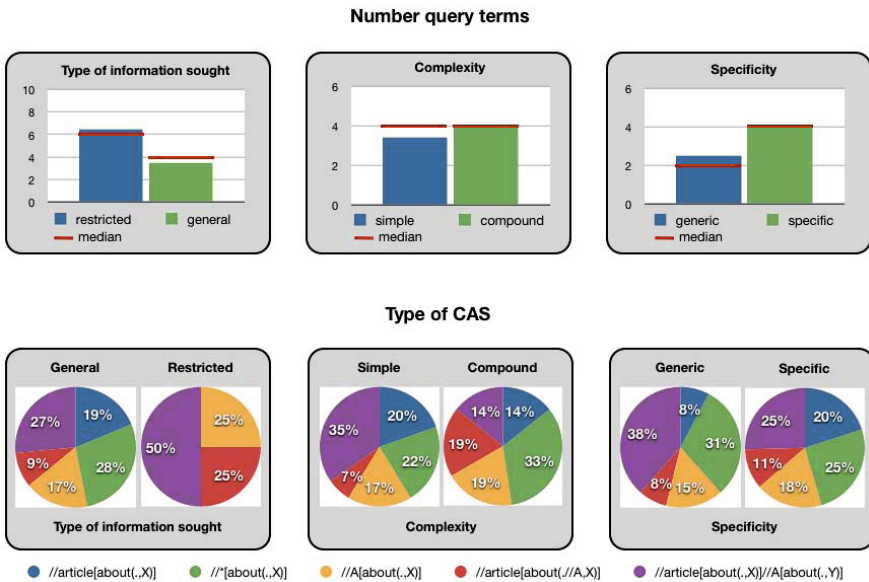 Number query terms
Type of information sought
10
8
6
4
2
0
restricted
general
median
Complexity
6
4
2
0
simple
compound
median
Specificity
6
4
2
0
generic
specific
median
Type of CAS
General Restricted
19%
28%
17%
9%
27%
25%
25%
50%
Type of information sought
Simple Compound
20%
22%
17%
7%
35%
14%
33%
19%
19%
14%
Complexity
Generic Specific
8%
31%
15%
8%
38%
20%
25%
18%
11%
25%
Specificity
//article[about(.,X)] //*[about(.,X)] //A[about(.,X)] //article[about(.//A,X)] //article[about(.,X)]//A[about(.,Y)]